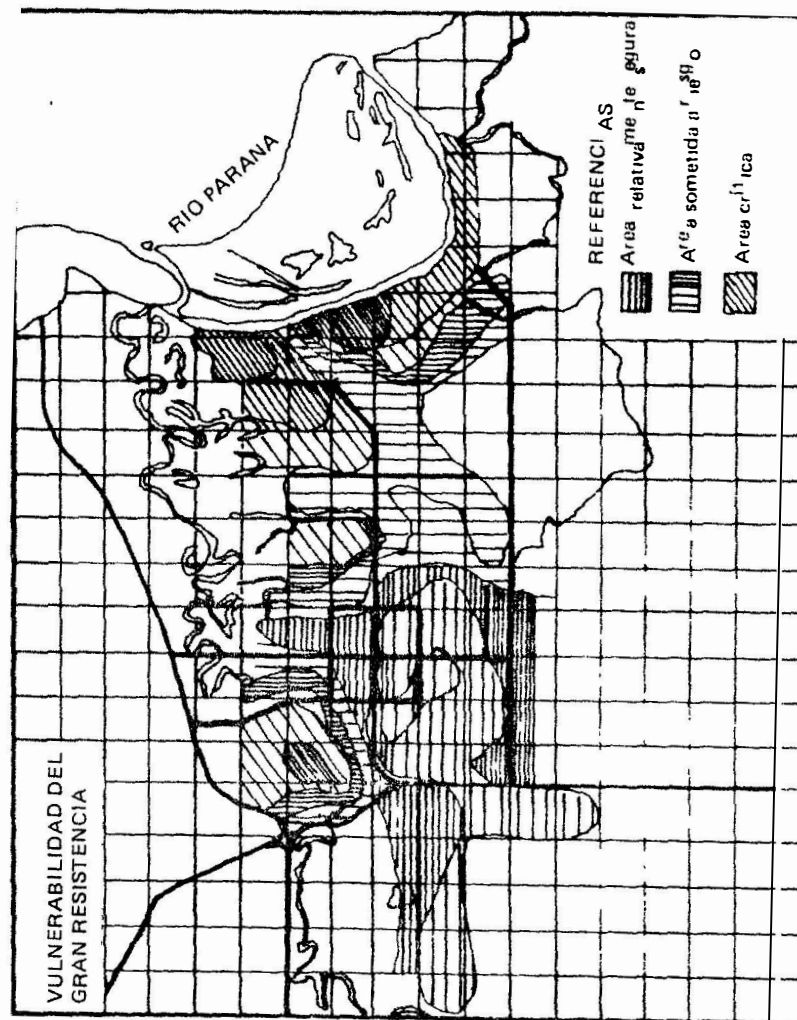 VULNERABILIDAD DEL
GRAN RESISTENCIA
RIO PARANA
REFERENCIAS
Area relativamente segura
Area sometida a riesgo
Area crítica